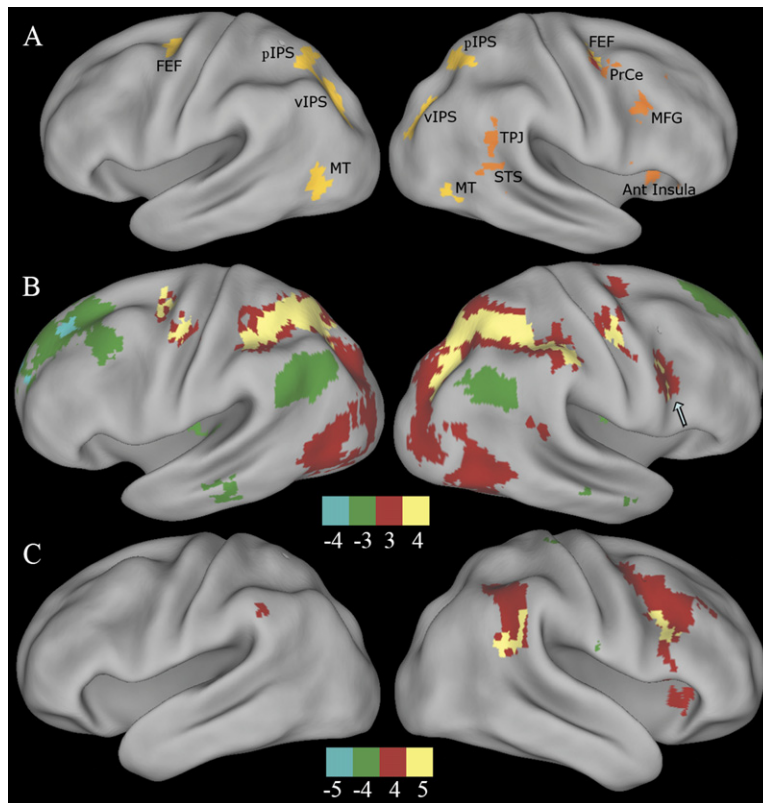 A
FEF
pIPS
vIPS
MT
pIPS
vIPS
MT
TPJ
STS
FEF
PrCe
MFG
Ant Insula
B
-4 -3 3 4
C
-5 -4 4 5